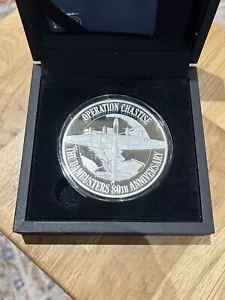 OPERATION CHASTISE
THE DAMBUSTERS 80TH ANNIVERSARY